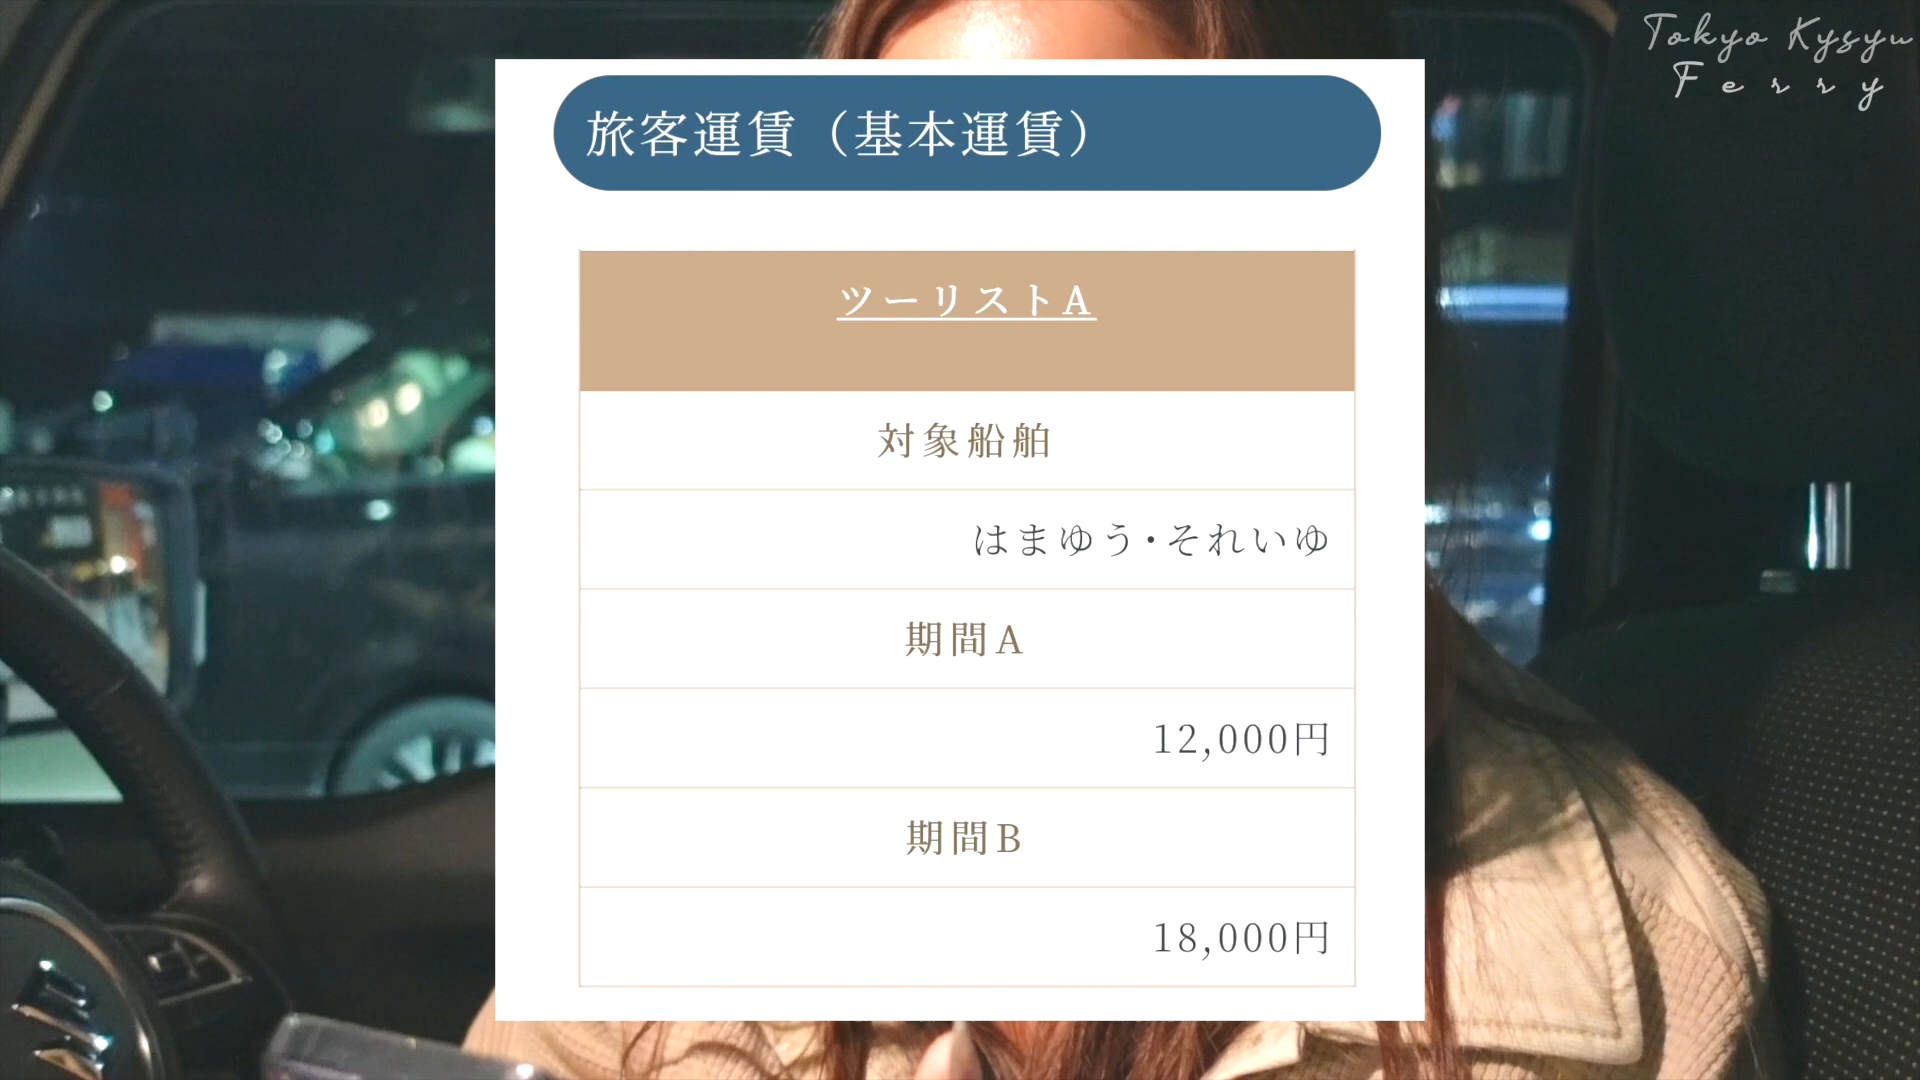 Tokyo Kysyu
Ferry
旅客運賃（基本運賃）
ツーリストA
対象船舶
はまゆう・それいゆ
期間A
12,000円
期間B
18,000円